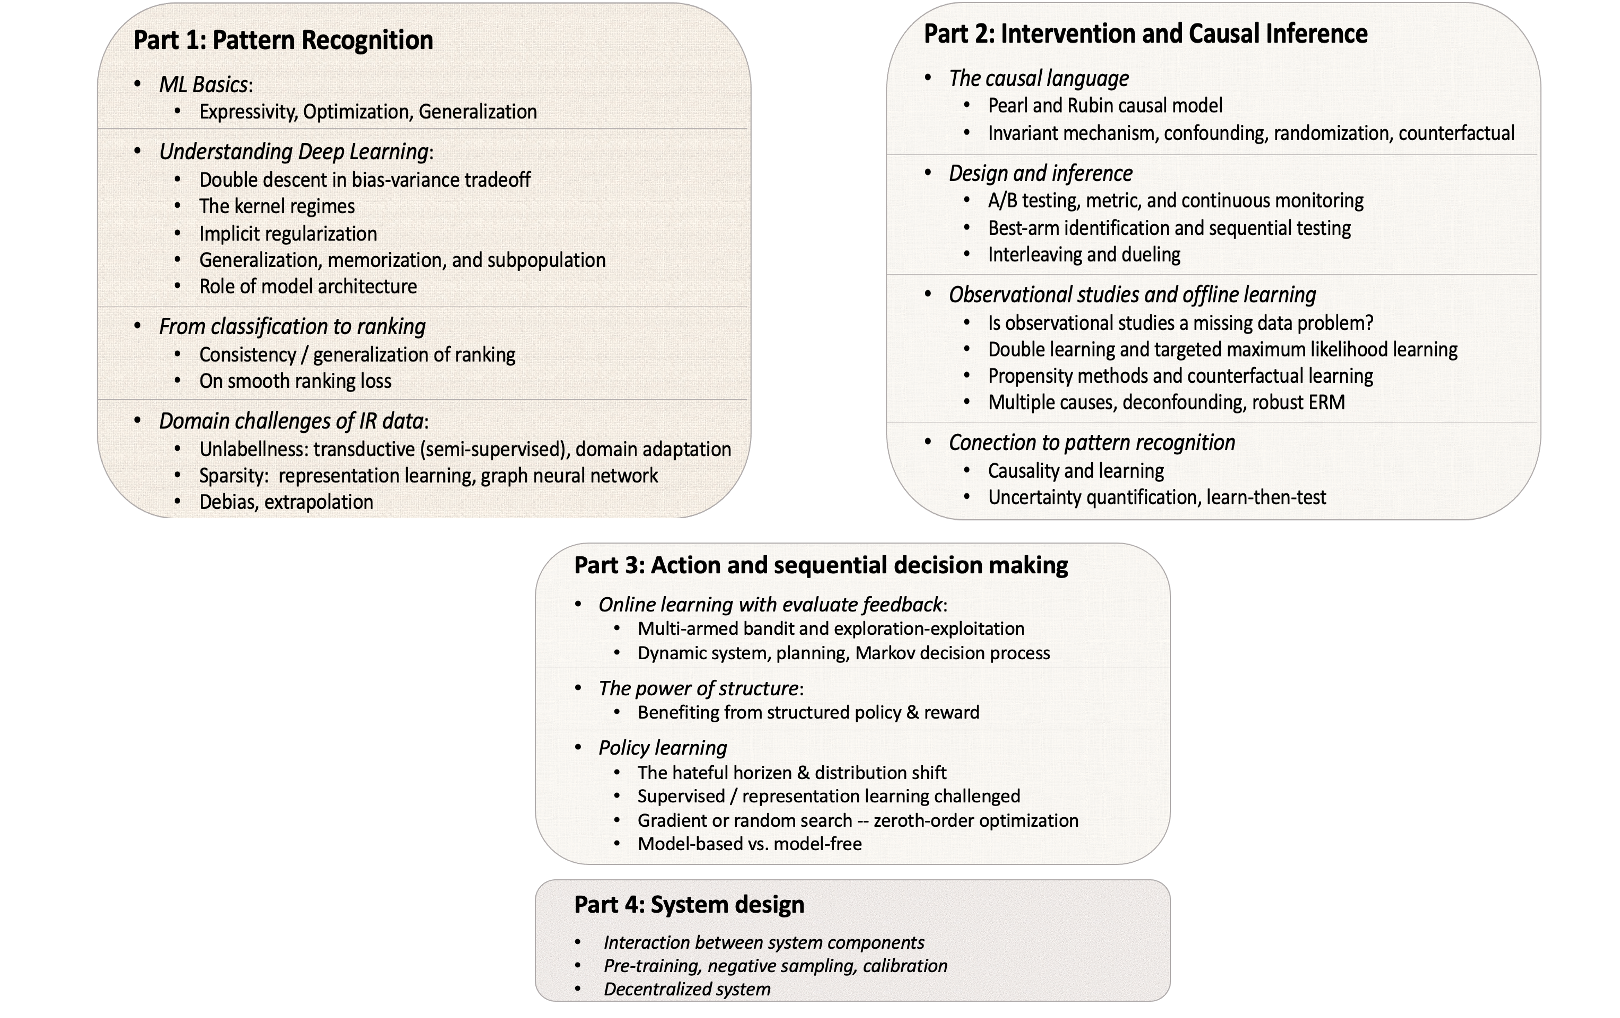 Part 1: Pattern Recognition
• ML Basics:
• Expressivity, Optimization, Generalization
• Understanding Deep Learning:
• Double descent in bias-variance tradeoff
• The kernel regimes
• Implicit regularization
• Generalization, memorization, and subpopulation
• Role of model architecture
• From classification to ranking
• Consistency / generalization of ranking
• On smooth ranking loss
• Domain challenges of IR data:
• Unlabellness: transductive (semi-supervised), domain adaptation
• Sparsity: representation learning, graph neural network
• Debias, extrapolation
Part 2: Intervention and Causal Inference
• The causal language
• Pearl and Rubin causal model
• Invariant mechanism, confounding, randomization, counterfactual
• Design and inference
• A/B testing, metric, and continuous monitoring
• Best-arm identification and sequential testing
• Interleaving and dueling
• Observational studies and offline learning
• Is observational studies a missing data problem?
• Double learning and targeted maximum likelihood learning
• Propensity methods and counterfactual learning
• Multiple causes, deconfounding, robust ERM
• Conection to pattern recognition
• Causality and learning
• Uncertainty quantification, learn-then-test
Part 3: Action and sequential decision making
• Online learning with evaluate feedback:
• Multi-armed bandit and exploration-exploitation
• Dynamic system, planning, Markov decision process
• The power of structure:
• Benefiting from structured policy & reward
• Policy learning
• The hateful horizen & distribution shift
• Supervised / representation learning challenged
• Gradient or random search -- zeroth-order optimization
• Model-based vs. model-free
Part 4: System design
• Interaction between system components
• Pre-training, negative sampling, calibration
• Decentralized system